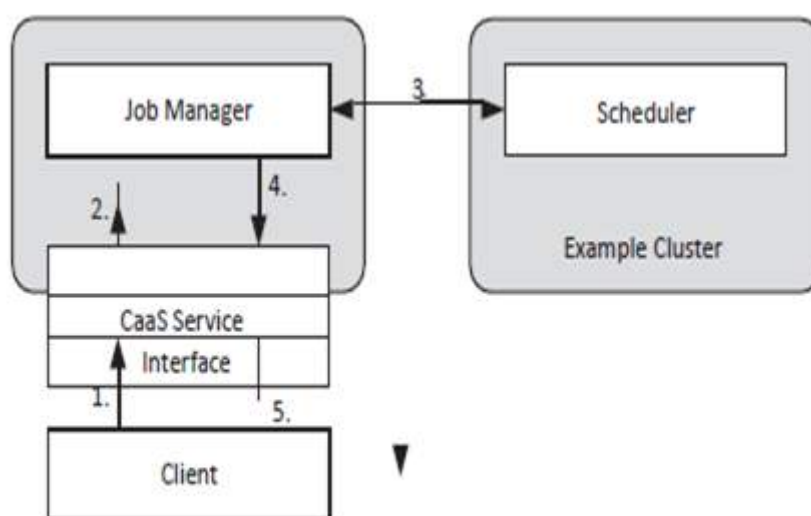 Job Manager
3.
Scheduler
2.
4.
Example Cluster
CaaS Service
Interface
1.
5.
Client